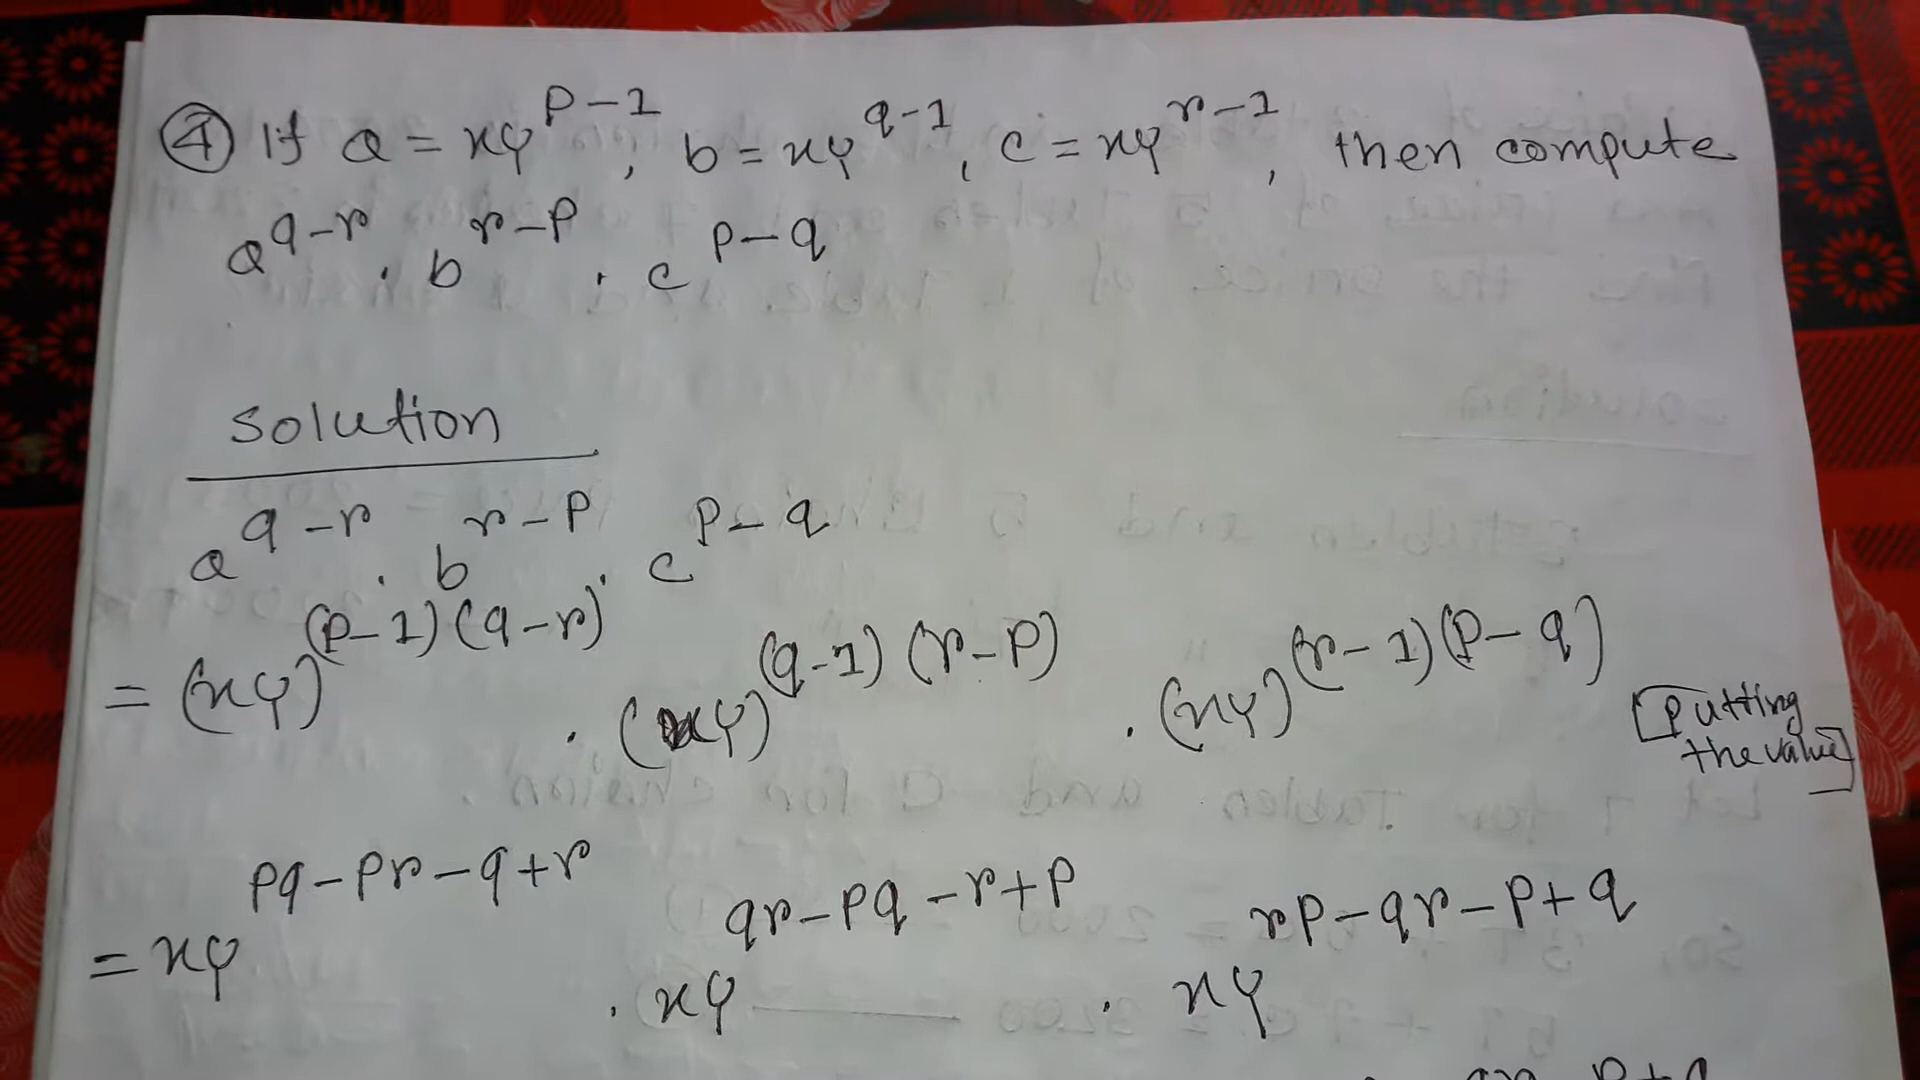 ④ If a = xy^{p-1}, b = xy^{q-1}, c = xy^{r-1}, then compute
a^{q-r} . b^{r-p} . c^{p-q}
Solution
a^{q-r} . b^{r-p} . c^{p-q}
= (xy)^{(p-1)(q-r)} . (xy)^{(q-1)(r-p)} . (xy)^{(r-1)(p-q)} [Putting the value]
= xy^{pq-pr-q+r} . xy^{qr-pq-r+p} . xy^{rp-qr-p+q}